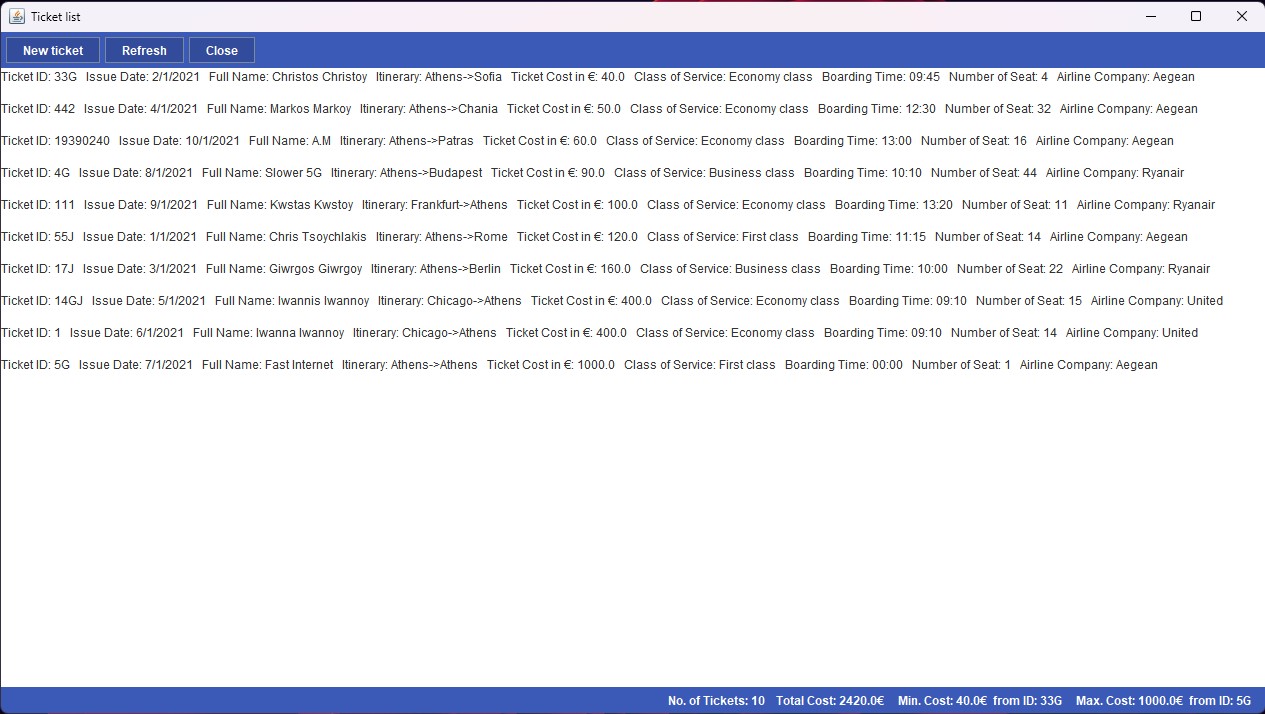 Ticket list
New ticket Refresh Close
Ticket ID: 33G Issue Date: 2/1/2021 Full Name: Christos Christoy Itinerary: Athens->Sofia Ticket Cost in €: 40.0 Class of Service: Economy class Boarding Time: 09:45 Number of Seat: 4 Airline Company: Aegean
Ticket ID: 442 Issue Date: 4/1/2021 Full Name: Markos Markoy Itinerary: Athens->Chania Ticket Cost in €: 50.0 Class of Service: Economy class Boarding Time: 12:30 Number of Seat: 32 Airline Company: Aegean
Ticket ID: 19390240 Issue Date: 10/1/2021 Full Name: A.M Itinerary: Athens->Patras Ticket Cost in €: 60.0 Class of Service: Economy class Boarding Time: 13:00 Number of Seat: 16 Airline Company: Aegean
Ticket ID: 4G Issue Date: 8/1/2021 Full Name: Slower 5G Itinerary: Athens->Budapest Ticket Cost in €: 90.0 Class of Service: Business class Boarding Time: 10:10 Number of Seat: 44 Airline Company: Ryanair
Ticket ID: 111 Issue Date: 9/1/2021 Full Name: Kwstas Kwstoy Itinerary: Frankfurt->Athens Ticket Cost in €: 100.0 Class of Service: Economy class Boarding Time: 13:20 Number of Seat: 11 Airline Company: Ryanair
Ticket ID: 55J Issue Date: 1/1/2021 Full Name: Chris Tsoychlakis Itinerary: Athens->Rome Ticket Cost in €: 120.0 Class of Service: First class Boarding Time: 11:15 Number of Seat: 14 Airline Company: Aegean
Ticket ID: 17J Issue Date: 3/1/2021 Full Name: Giwrgos Giwrgoy Itinerary: Athens->Berlin Ticket Cost in €: 160.0 Class of Service: Business class Boarding Time: 10:00 Number of Seat: 22 Airline Company: Ryanair
Ticket ID: 14GJ Issue Date: 5/1/2021 Full Name: Iwannis Iwannoy Itinerary: Chicago->Athens Ticket Cost in €: 400.0 Class of Service: Economy class Boarding Time: 09:10 Number of Seat: 15 Airline Company: United
Ticket ID: 1 Issue Date: 6/1/2021 Full Name: Iwanna Iwannoy Itinerary: Chicago->Athens Ticket Cost in €: 400.0 Class of Service: Economy class Boarding Time: 09:10 Number of Seat: 14 Airline Company: United
Ticket ID: 5G Issue Date: 7/1/2021 Full Name: Fast Internet Itinerary: Athens->Athens Ticket Cost in €: 1000.0 Class of Service: First class Boarding Time: 00:00 Number of Seat: 1 Airline Company: Aegean
No. of Tickets: 10 Total Cost: 2420.0€ Min. Cost: 40.0€ from ID: 33G Max. Cost: 1000.0€ from ID: 5G